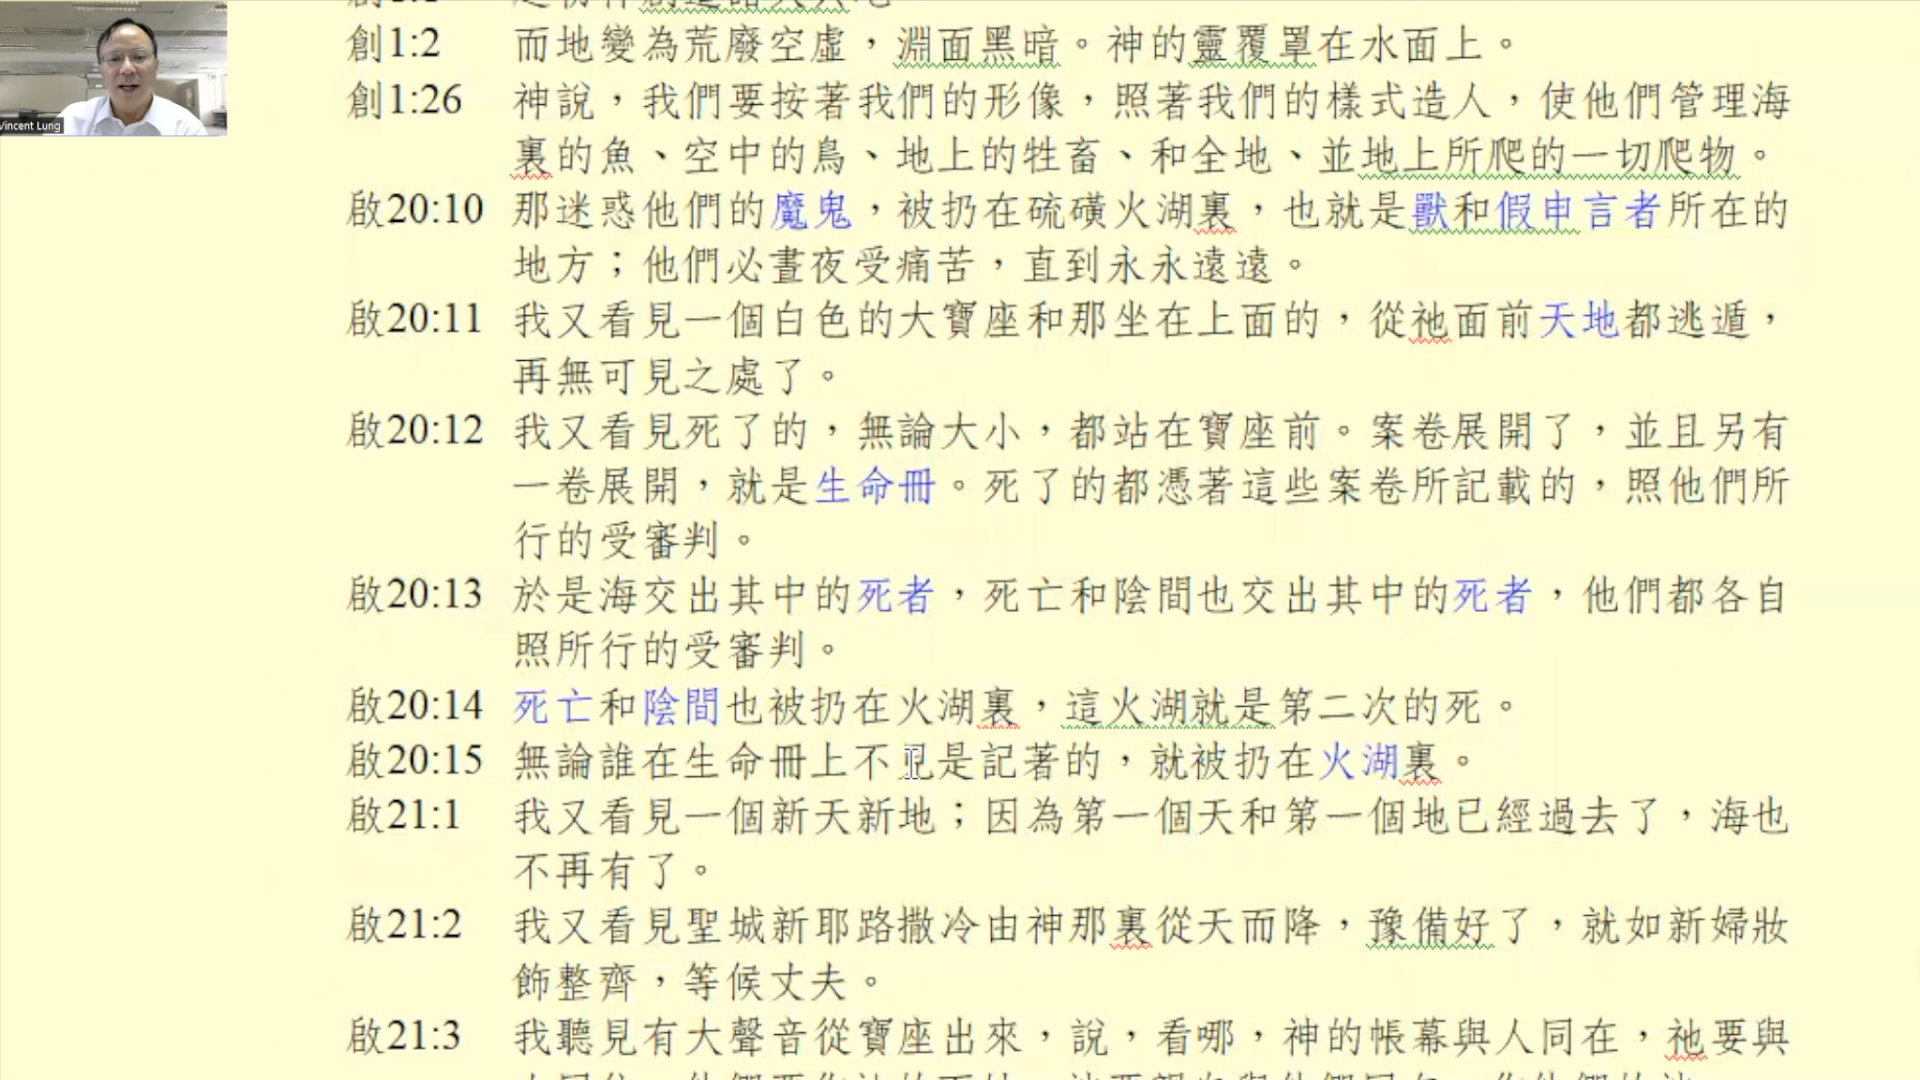 Vincent Lung
創1:2 而地變為荒廢空虛，淵面黑暗。神的靈覆罩在水面上。
創1:26 神說，我們要按著我們的形像，照著我們的樣式造人，使他們管理海
裏的魚、空中的鳥、地上的牲畜、和全地、並地上所爬的一切爬物。
啟20:10 那迷惑他們的魔鬼，被扔在硫磺火湖裏，也就是獸和假申言者所在的
地方；他們必晝夜受痛苦，直到永永遠遠。
啟20:11 我又看見一個白色的大寶座和那坐在上面的，從祂面前天地都逃遁，
再無可見之處了。
啟20:12 我又看見死了的，無論大小，都站在寶座前。案卷展開了，並且另有
一卷展開，就是生命冊。死了的都憑著這些案卷所記載的，照他們所
行的受審判。
啟20:13 於是海交出其中的死者，死亡和陰間也交出其中的死者，他們都各自
照所行的受審判。
啟20:14 死亡和陰間也被扔在火湖裏，這火湖就是第二次的死。
啟20:15 無論誰在生命冊上不見是記著的，就被扔在火湖裏。
啟21:1 我又看見一個新天新地；因為第一個天和第一個地已經過去了，海也
不再有了。
啟21:2 我又看見聖城新耶路撒冷由神那裏從天而降，豫備好了，就如新婦妝
飾整齊，等候丈夫。
啟21:3 我聽見有大聲音從寶座出來，說，看哪，神的帳幕與人同在，祂要與